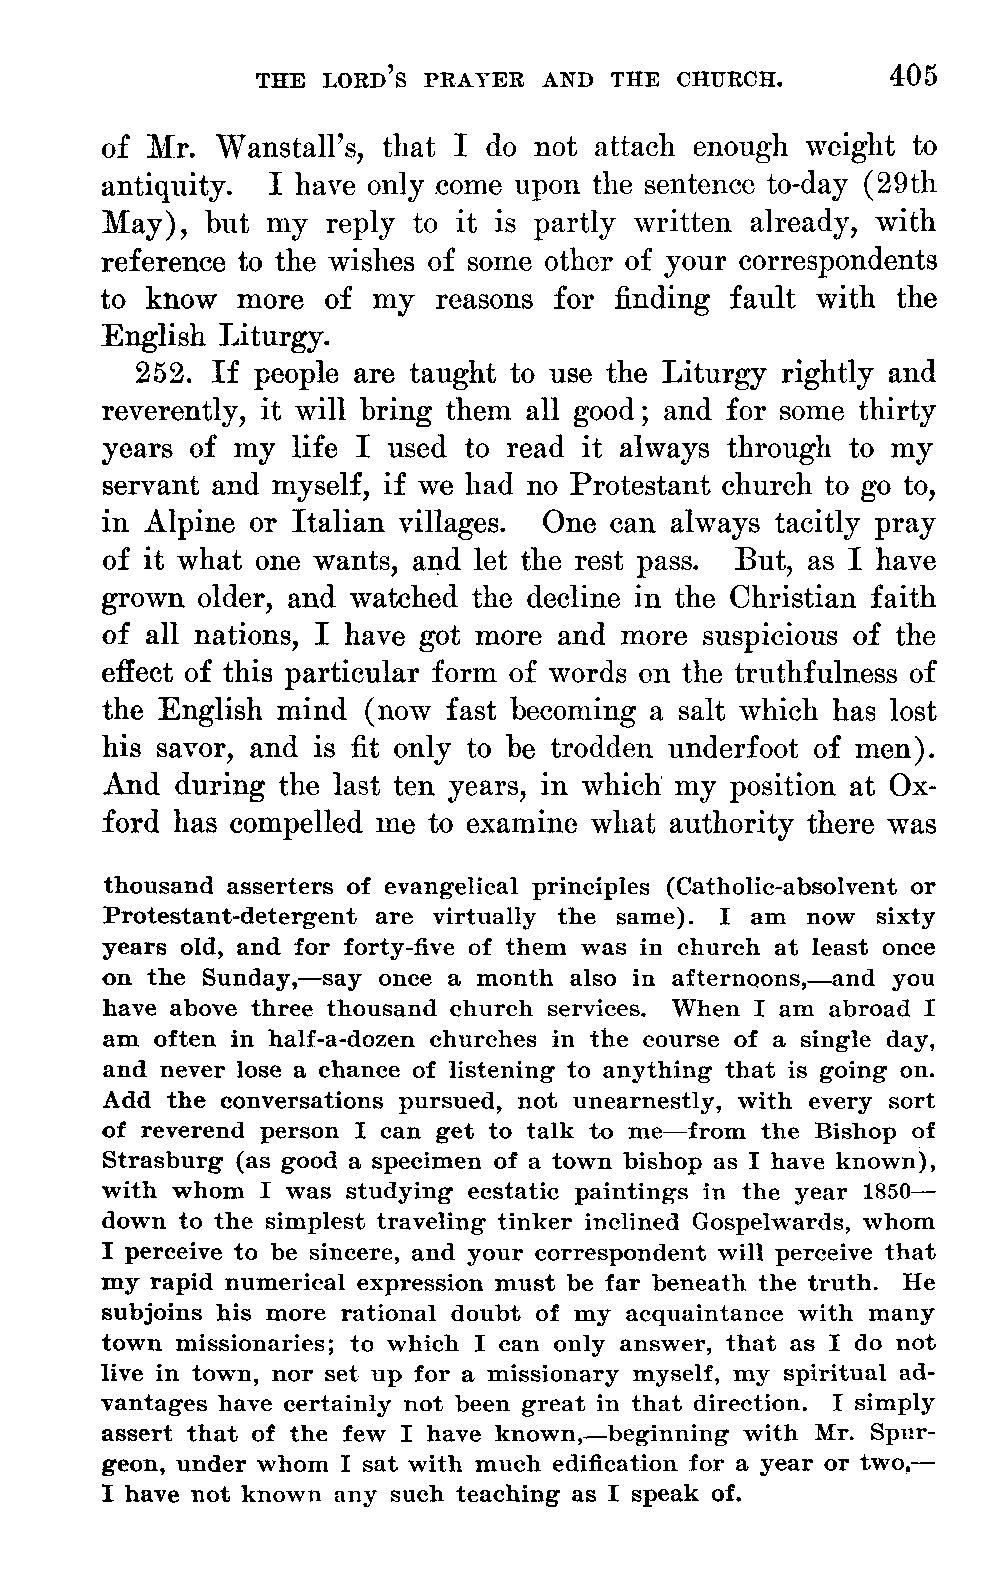 THE LORD'S PRAYER AND THE CHURCH. 405
of Mr. Wanstall's, that I do not attach enough weight to
antiquity. I have only come upon the sentence to-day (29th
May), but my reply to it is partly written already, with
reference to the wishes of some other of your correspondents
to know more of my reasons for finding fault with the
English Liturgy.
252. If people are taught to use the Liturgy rightly and
reverently, it will bring them all good; and for some thirty
years of my life I used to read it always through to my
servant and myself, if we had no Protestant church to go to,
in Alpine or Italian villages. One can always tacitly pray
of it what one wants, and let the rest pass. But, as I have
grown older, and watched the decline in the Christian faith
of all nations, I have got more and more suspicious of the
effect of this particular form of words on the truthfulness of
the English mind (now fast becoming a salt which has lost
his savor, and is fit only to be trodden underfoot of men).
And during the last ten years, in which my position at Ox-
ford has compelled me to examine what authority there was
thousand asserters of evangelical principles (Catholic-absolvent or
Protestant-detergent are virtually the same). I am now sixty
years old, and for forty-five of them was in church at least once
on the Sunday,—say once a month also in afternoons,—and you
have above three thousand church services. When I am abroad I
am often in half-a-dozen churches in the course of a single day,
and never lose a chance of listening to anything that is going on.
Add the conversations pursued, not unearnestly, with every sort
of reverend person I can get to talk to me—from the Bishop of
Strasburg (as good a specimen of a town bishop as I have known),
with whom I was studying ecstatic paintings in the year 1850—
down to the simplest traveling tinker inclined Gospelwards, whom
I perceive to be sincere, and your correspondent will perceive that
my rapid numerical expression must be far beneath the truth. He
subjoins his more rational doubt of my acquaintance with many
town missionaries; to which I can only answer, that as I do not
live in town, nor set up for a missionary myself, my spiritual ad-
vantages have certainly not been great in that direction. I simply
assert that of the few I have known,—beginning with Mr. Spur-
geon, under whom I sat with much edification for a year or two,—
I have not known any such teaching as I speak of.